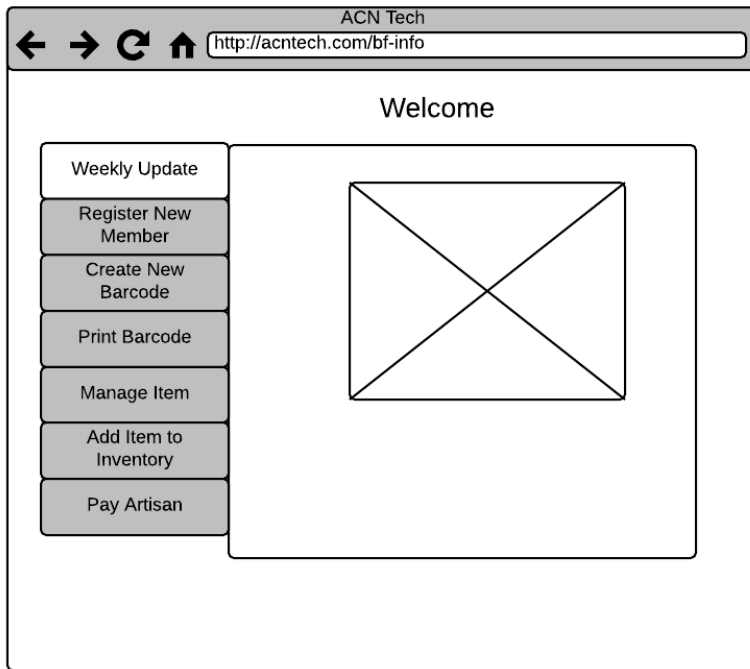 ACN Tech
http://acntech.com/bf-info
Welcome
Weekly Update
Register New
Member
Create New
Barcode
Print Barcode
Manage Item
Add Item to
Inventory
Pay Artisan